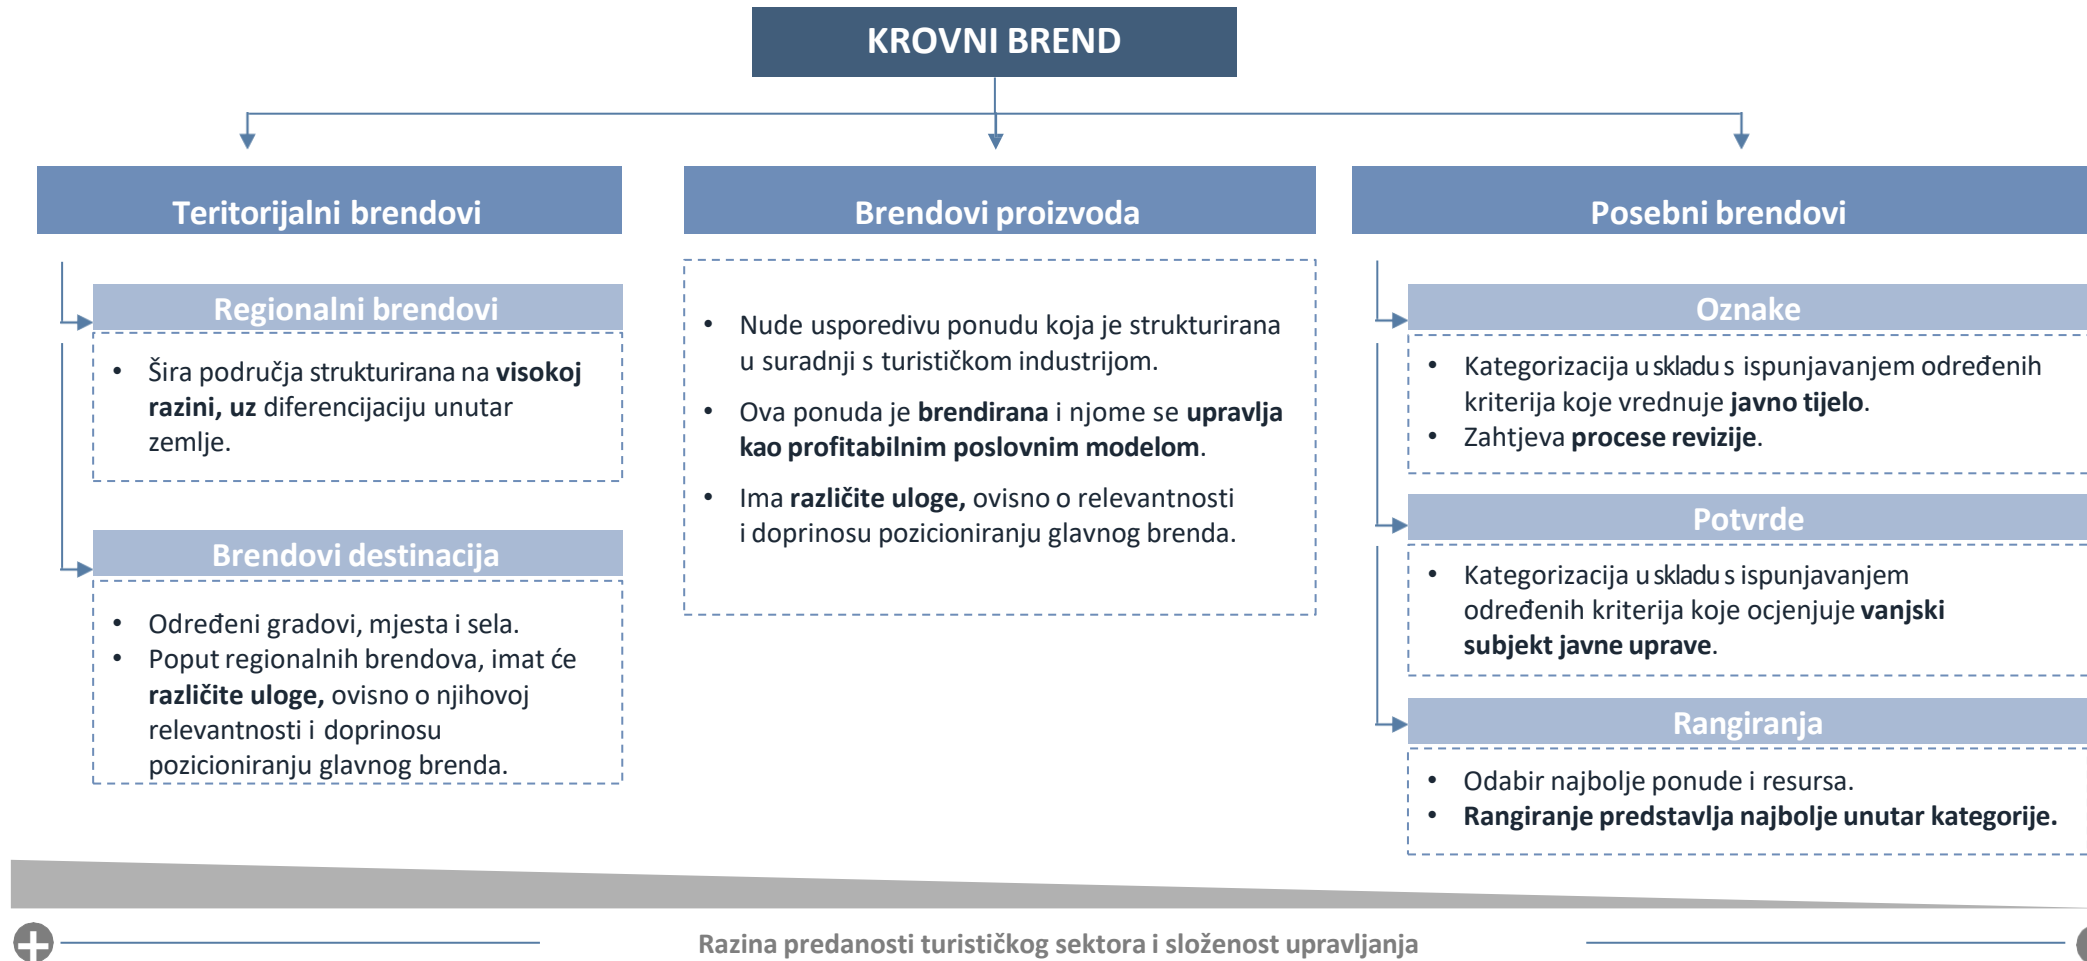 KROVNI BREND
Teritorijalni brendovi
Regionalni brendovi
• Šira područja strukturirana na visokoj
razini, uz diferencijaciju unutar
zemlje.
Brendovi destinacija
• Određeni gradovi, mjesta i sela.
• Poput regionalnih brendova, imat će
različite uloge, ovisno o njihovoj
relevantnosti i doprinosu
pozicioniranju glavnog brenda.
Brendovi proizvoda
• Nude usporedivu ponudu koja je strukturirana
u suradnji s turističkom industrijom.
• Ova ponuda je brendirana i njome se upravlja
kao profitabilnim poslovnim modelom.
• Ima različite uloge, ovisno o relevantnosti
i doprinosu pozicioniranju glavnog brenda.
Posebni brendovi
Oznake
• Kategorizacija u skladu s ispunjavanjem određenih
kriterija koje vrednuje javno tijelo.
• Zahtjeva procese revizije.
Potvrde
• Kategorizacija u skladu s ispunjavanjem
određenih kriterija koje ocjenjuje vanjski
subjekt javne uprave.
Rangiranja
• Odabir najbolje ponude i resursa.
• Rangiranje predstavlja najbolje unutar kategorije.
Razina predanosti turističkog sektora i složenost upravljanja